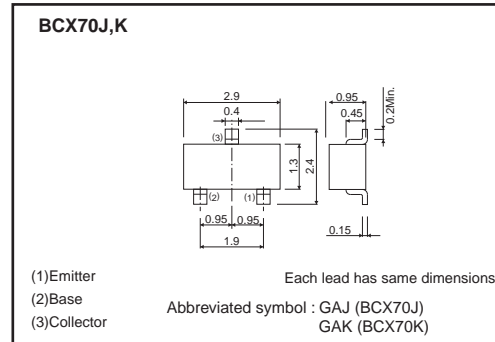 BCX70J,K
2.9
0.4
0.95
0.45
0.2Min.
(3)
1.3
2.4
(2)
(1)
0.95
0.95
0.15
1.9
(1)Emitter
Each lead has same dimensions
(2)Base
Abbreviated symbol : GAJ (BCX70J)
(3)Collector
GAK (BCX70K)